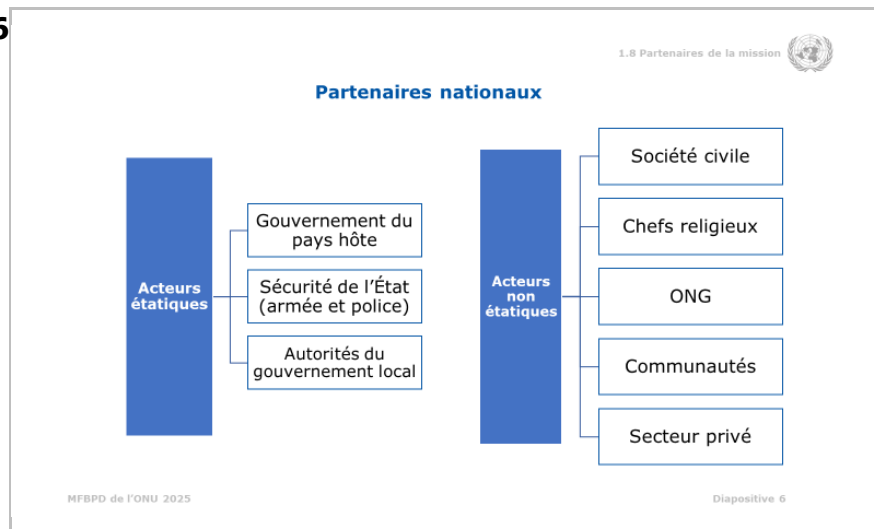 6
1.8 Partenaires de la mission
Partenaires nationaux
Acteurs
étatiques
Gouvernement du
pays hôte
Sécurité de l’État
(armée et police)
Autorités du
gouvernement local
Acteurs
non
étatiques
Société civile
Chefs religieux
ONG
Communautés
Secteur privé
MFBPD de l’ONU 2025
Diapositive 6